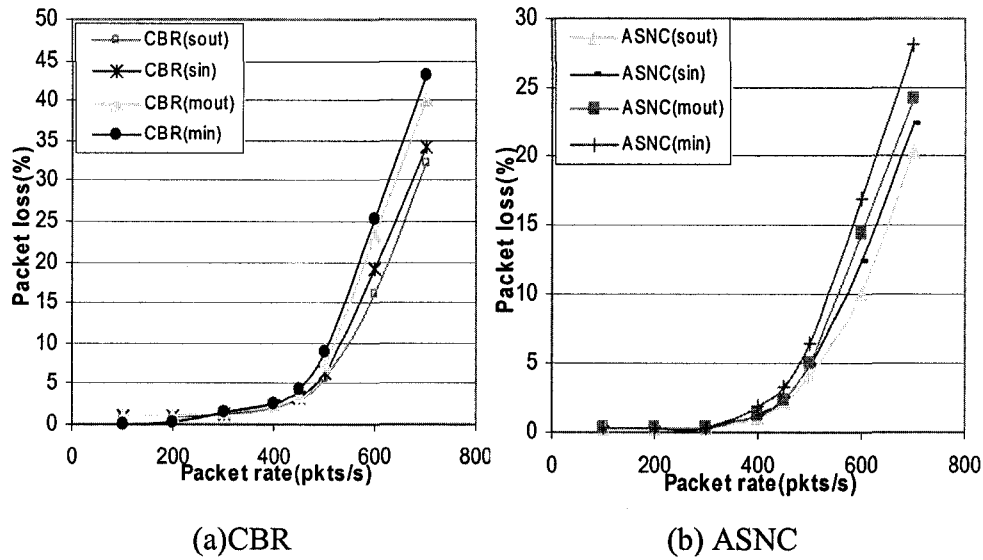 50
45
40
35
30
25
20
15
10
5
0
Packet loss(%)
CBR(sout)
CBR(sin)
CBR(mout)
CBR(min)
0
200
400
600
800
Packet rate(pkts/s)
(a)CBR
30
25
20
15
10
5
0
Packet loss(%)
ASNC(sout)
ASNC(sin)
ASNC(mout)
ASNC(min)
0
200
400
600
800
Packet rate(pkts/s)
(b) ASNC